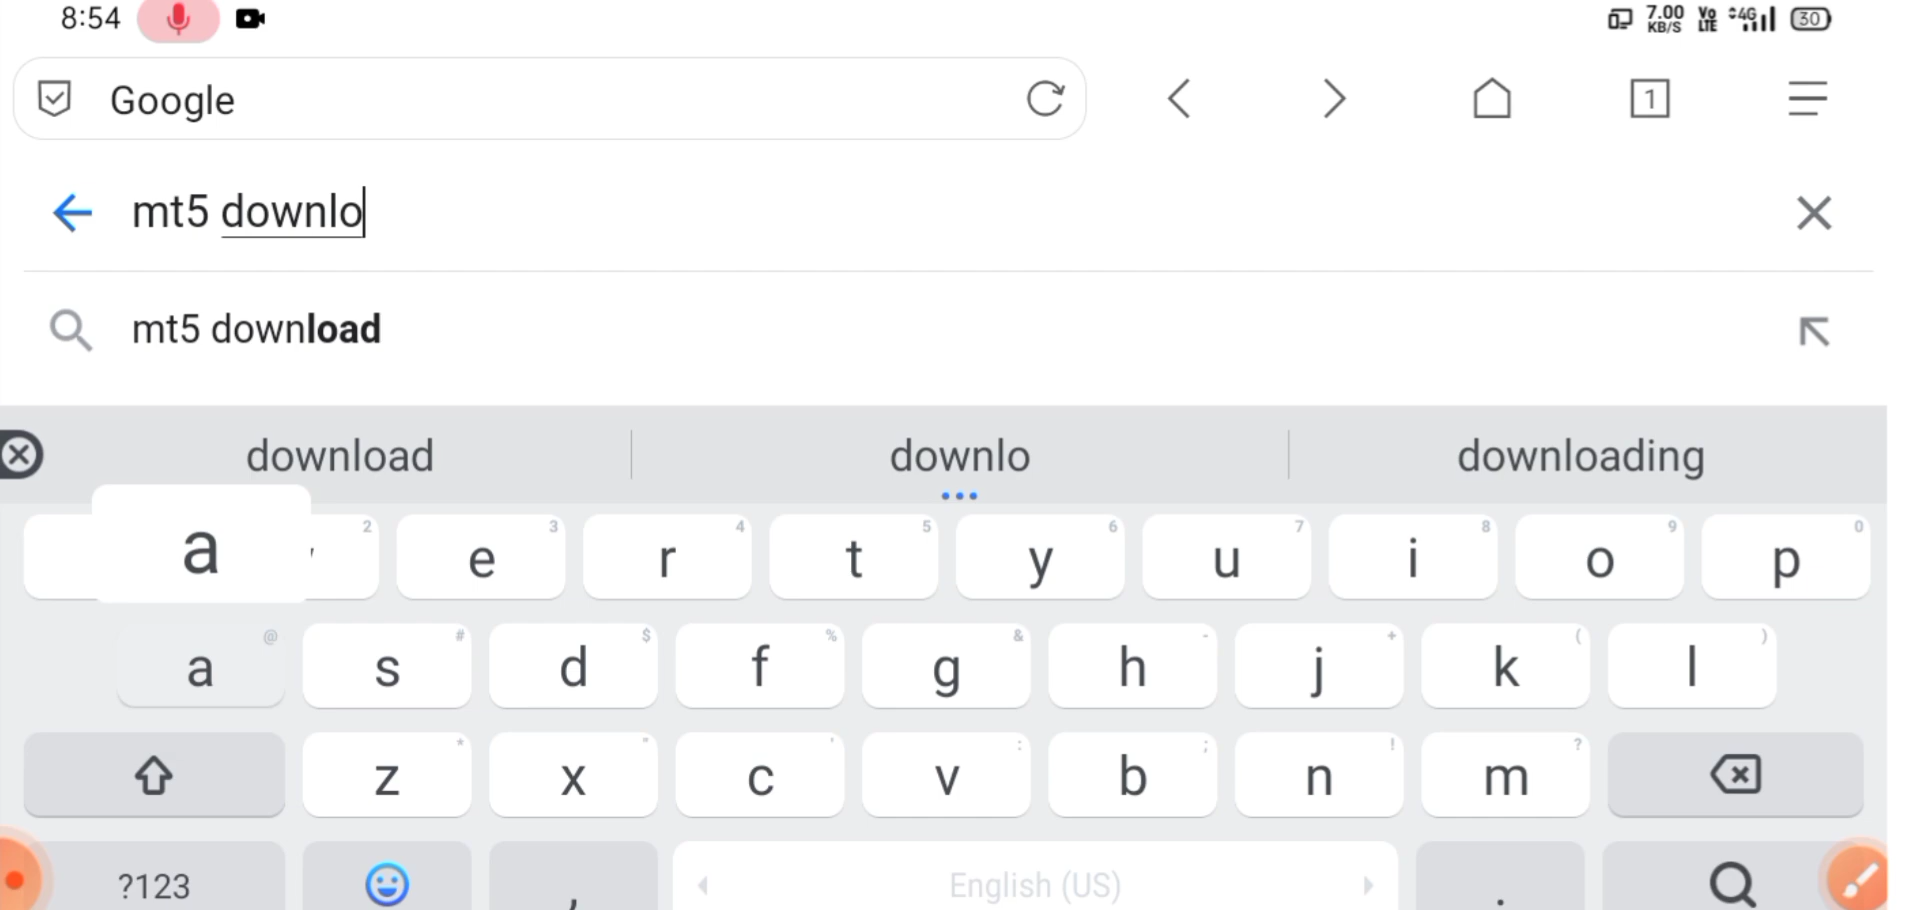 8:54 7.00 KB/S Vo LTE 4G 30
Google 1
mt5 downlo
mt5 download
download downlo downloading
a 2 e 3 r 4 t 5 y 6 u 7 i 8 o 9 p 0
a @ s # d $ f % g & h - j + k ( l )
z * x " c ' v : b ; n ! m ?
?123 , English (US) .